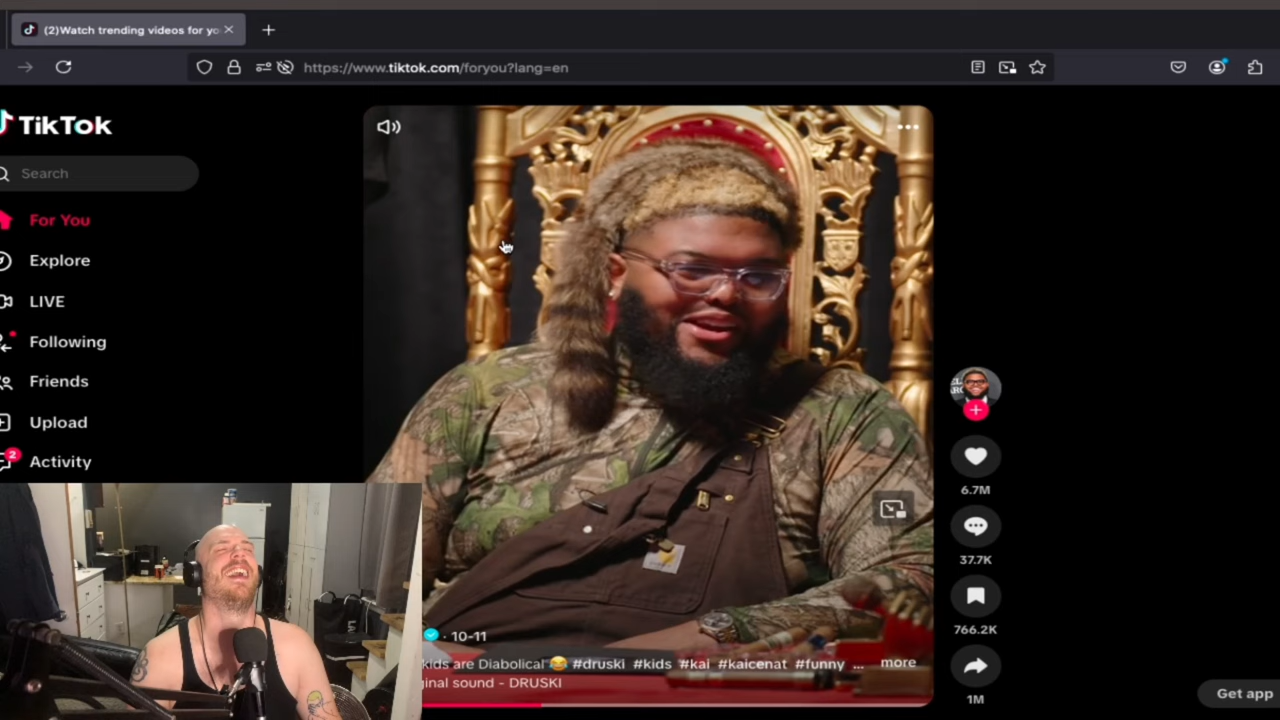 (2)Watch trending videos for yo
https://www.tiktok.com/foryou?lang=en
TikTok
Search
For You
Explore
LIVE
Following
Friends
Upload
2
Activity
6.7M
37.7K
766.2K
1M
· 10-11
kids are Diabolical 😂 #druski #kids #kai #kaicenat #funny ... more
ginal sound - DRUSKI
Get app